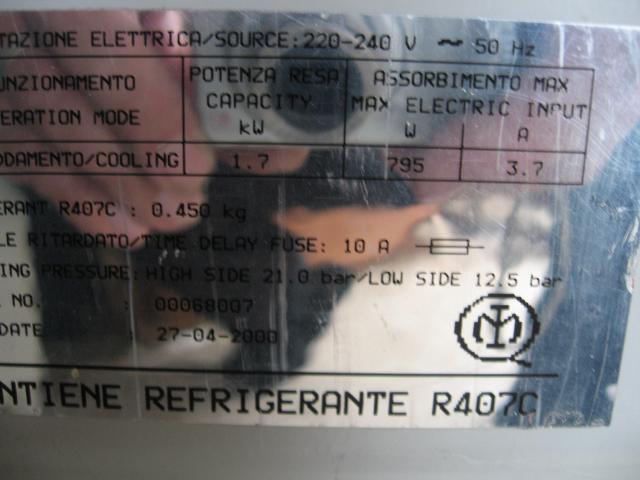 TAZIONE ELETTRICA/SOURCE:220-240 V ~ 50 Hz
UNZIONAMENTO
ERATION MODE
POTENZA RESA
CAPACITY
kW
ASSORBIMENTO MAX
MAX ELECTRIC INPUT
W A
DDAMENTO/COOLING 1.7 795 3.7
ERANT R407C : 0.450 kg
LE RITARDATO/TIME DELAY FUSE: 10 A
ING PRESSURE:HIGH SIDE 21.0 bar/LOW SIDE 12.5 bar
NO. : 00068007
DATE : 27-04-2000
NTIENE REFRIGERANTE R407C